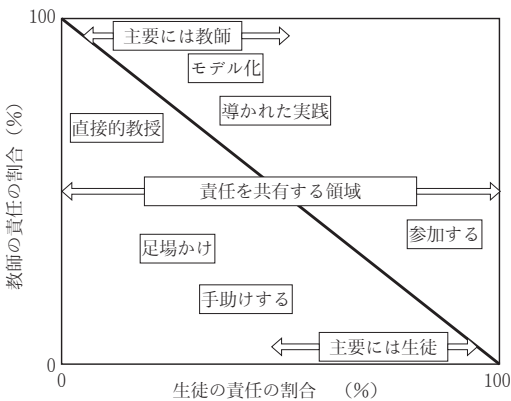 100
主要には教師
モデル化
導かれた実践
直接的教授
教師の責任の割合（％）
責任を共有する領域
参加する
足場かけ
手助けする
主要には生徒
0
0
100
生徒の責任の割合　（％）